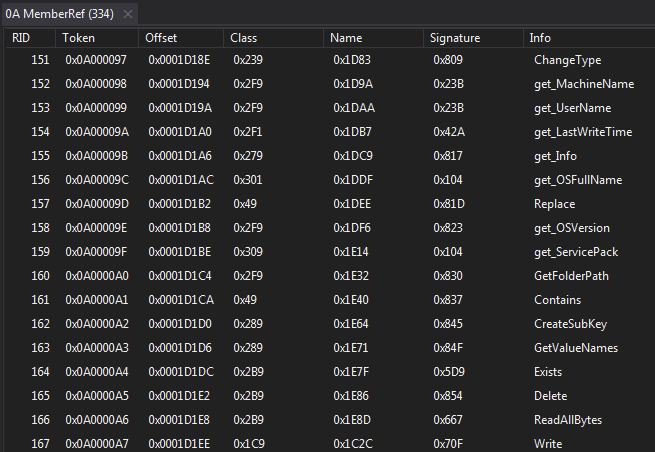 0A MemberRef (334)
RID Token Offset Class Name Signature Info
151 0x0A000097 0x0001D18E 0x239 0x1D83 0x809 ChangeType
152 0x0A000098 0x0001D194 0x2F9 0x1D9A 0x23B get_MachineName
153 0x0A000099 0x0001D19A 0x2F9 0x1DAA 0x23B get_UserName
154 0x0A00009A 0x0001D1A0 0x2F1 0x1DB7 0x42A get_LastWriteTime
155 0x0A00009B 0x0001D1A6 0x279 0x1DC9 0x817 get_Info
156 0x0A00009C 0x0001D1AC 0x301 0x1DDF 0x104 get_OSFullName
157 0x0A00009D 0x0001D1B2 0x49 0x1DEE 0x81D Replace
158 0x0A00009E 0x0001D1B8 0x2F9 0x1DF6 0x823 get_OSVersion
159 0x0A00009F 0x0001D1BE 0x309 0x1E14 0x104 get_ServicePack
160 0x0A0000A0 0x0001D1C4 0x2F9 0x1E32 0x830 GetFolderPath
161 0x0A0000A1 0x0001D1CA 0x49 0x1E40 0x837 Contains
162 0x0A0000A2 0x0001D1D0 0x289 0x1E64 0x845 CreateSubKey
163 0x0A0000A3 0x0001D1D6 0x289 0x1E71 0x84F GetValueNames
164 0x0A0000A4 0x0001D1DC 0x2B9 0x1E7F 0x5D9 Exists
165 0x0A0000A5 0x0001D1E2 0x2B9 0x1E86 0x854 Delete
166 0x0A0000A6 0x0001D1E8 0x2B9 0x1E8D 0x667 ReadAllBytes
167 0x0A0000A7 0x0001D1EE 0x1C9 0x1C2C 0x70F Write